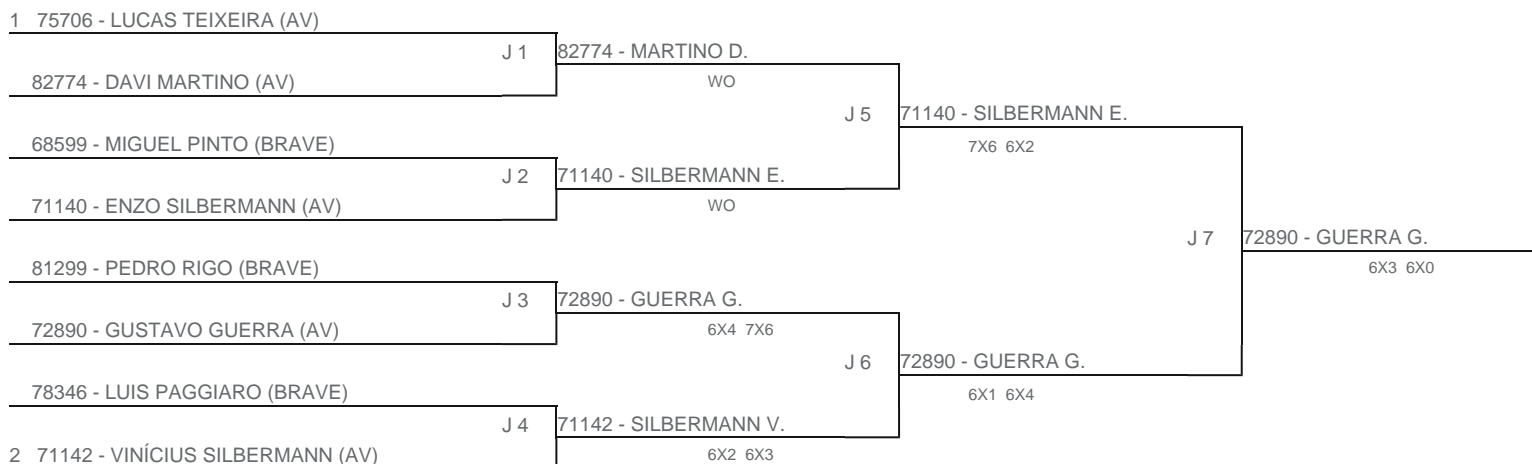 1 75706 - LUCAS TEIXEIRA (AV)
J 1 82774 - MARTINO D.
82774 - DAVI MARTINO (AV) WO
J 5 71140 - SILBERMANN E.
68599 - MIGUEL PINTO (BRAVE) 7X6 6X2
J 2 71140 - SILBERMANN E.
71140 - ENZO SILBERMANN (AV) WO
J 7 72890 - GUERRA G.
81299 - PEDRO RIGO (BRAVE) 6X3 6X0
J 3 72890 - GUERRA G.
72890 - GUSTAVO GUERRA (AV) 6X4 7X6
J 6 72890 - GUERRA G.
78346 - LUIS PAGGIARO (BRAVE) 6X1 6X4
J 4 71142 - SILBERMANN V.
2 71142 - VINÍCIUS SILBERMANN (AV) 6X2 6X3